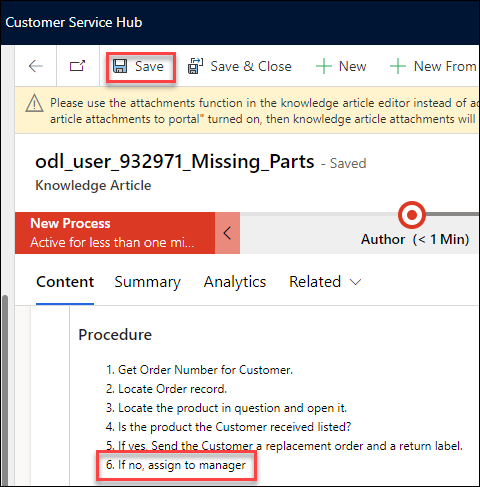 Customer Service Hub
Save Save & Close + New + New From
Please use the attachments function in the knowledge article editor instead of
article attachments to portal" turned on, then knowledge article attachments will
odl_user_932971_Missing_Parts - Saved
Knowledge Article
New Process
Active for less than one mi...
Author (< 1 Min)
Content Summary Analytics Related
Procedure
1. Get Order Number for Customer.
2. Locate Order record.
3. Locate the product in question and open it.
4. Is the product the Customer received listed?
5. If yes, Send the Customer a replacement order and a return label.
6. If no, assign to manager